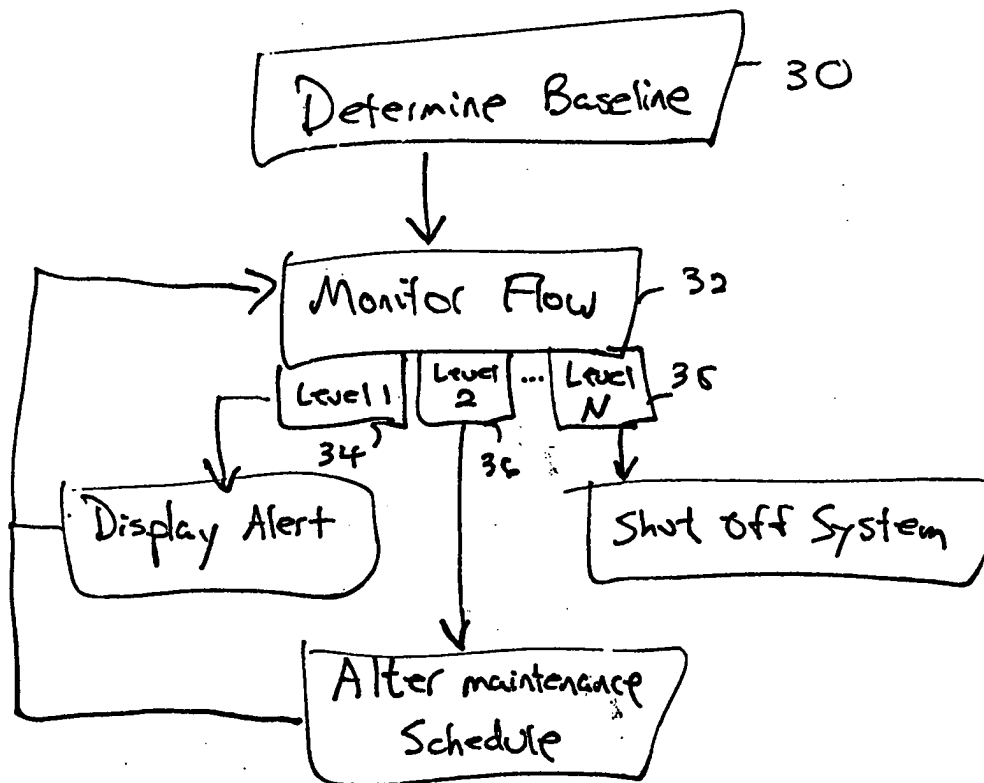 Determine Baseline
30
Monitor Flow
32
Level 1
Level
2
...
Level
N
34
36
38
Display Alert
Shut Off System
Alter maintenance
Schedule